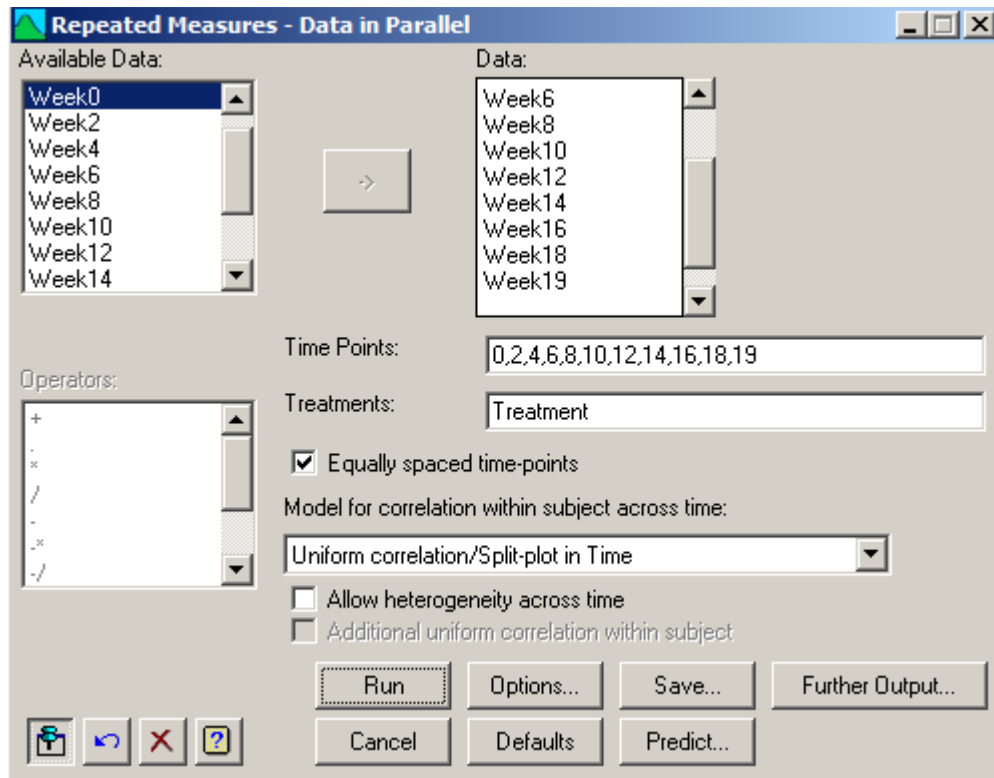 Repeated Measures - Data in Parallel
Available Data:
Week0
Week2
Week4
Week6
Week8
Week10
Week12
Week14
->
Data:
Week6
Week8
Week10
Week12
Week14
Week16
Week18
Week19
Time Points:
0,2,4,6,8,10,12,14,16,18,19
Operators:
+
.
*
/
-
-*
-/
Treatments:
Treatment
Equally spaced time-points
Model for correlation within subject across time:
Uniform correlation/Split-plot in Time
Allow heterogeneity across time
Additional uniform correlation within subject
Run
Options...
Save...
Further Output...
?
Cancel
Defaults
Predict...